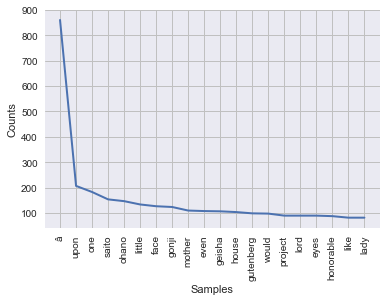 900
800
700
600
500
400
300
200
100
Counts
â
upon
one
saito
ohano
little
face
gonji
mother
even
geisha
house
gutenberg
would
project
lord
eyes
honorable
like
lady
Samples